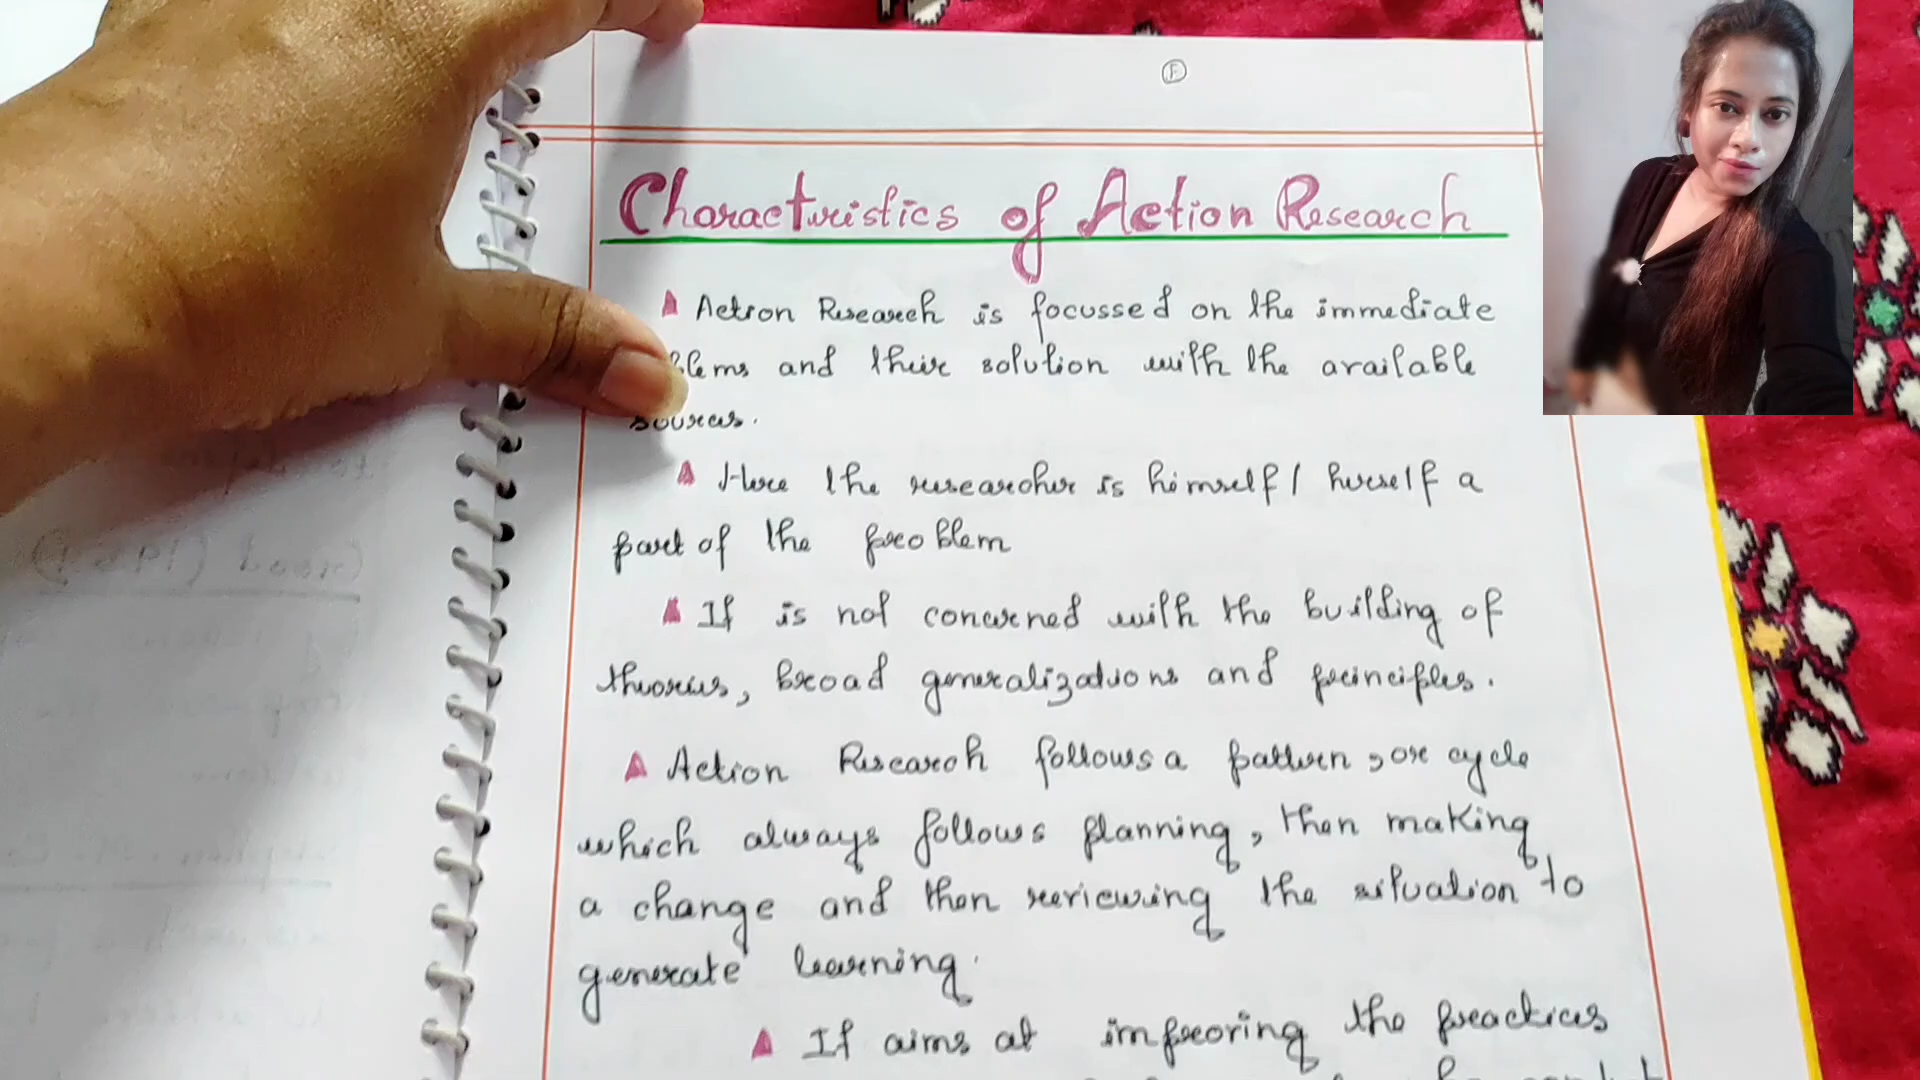 F
Characteristics of Action Research
Action Research is focussed on the immediate
blems and their solution with the available
sources.
Here the researcher is himself / herself a
part of the problem
It is not concerned with the building of
theories, broad generalizations and principles.
Action Research follows a pattern, or cycle
which always follows planning, then making
a change and then reviewing the situation to
generate learning.
It aims at improring the practices